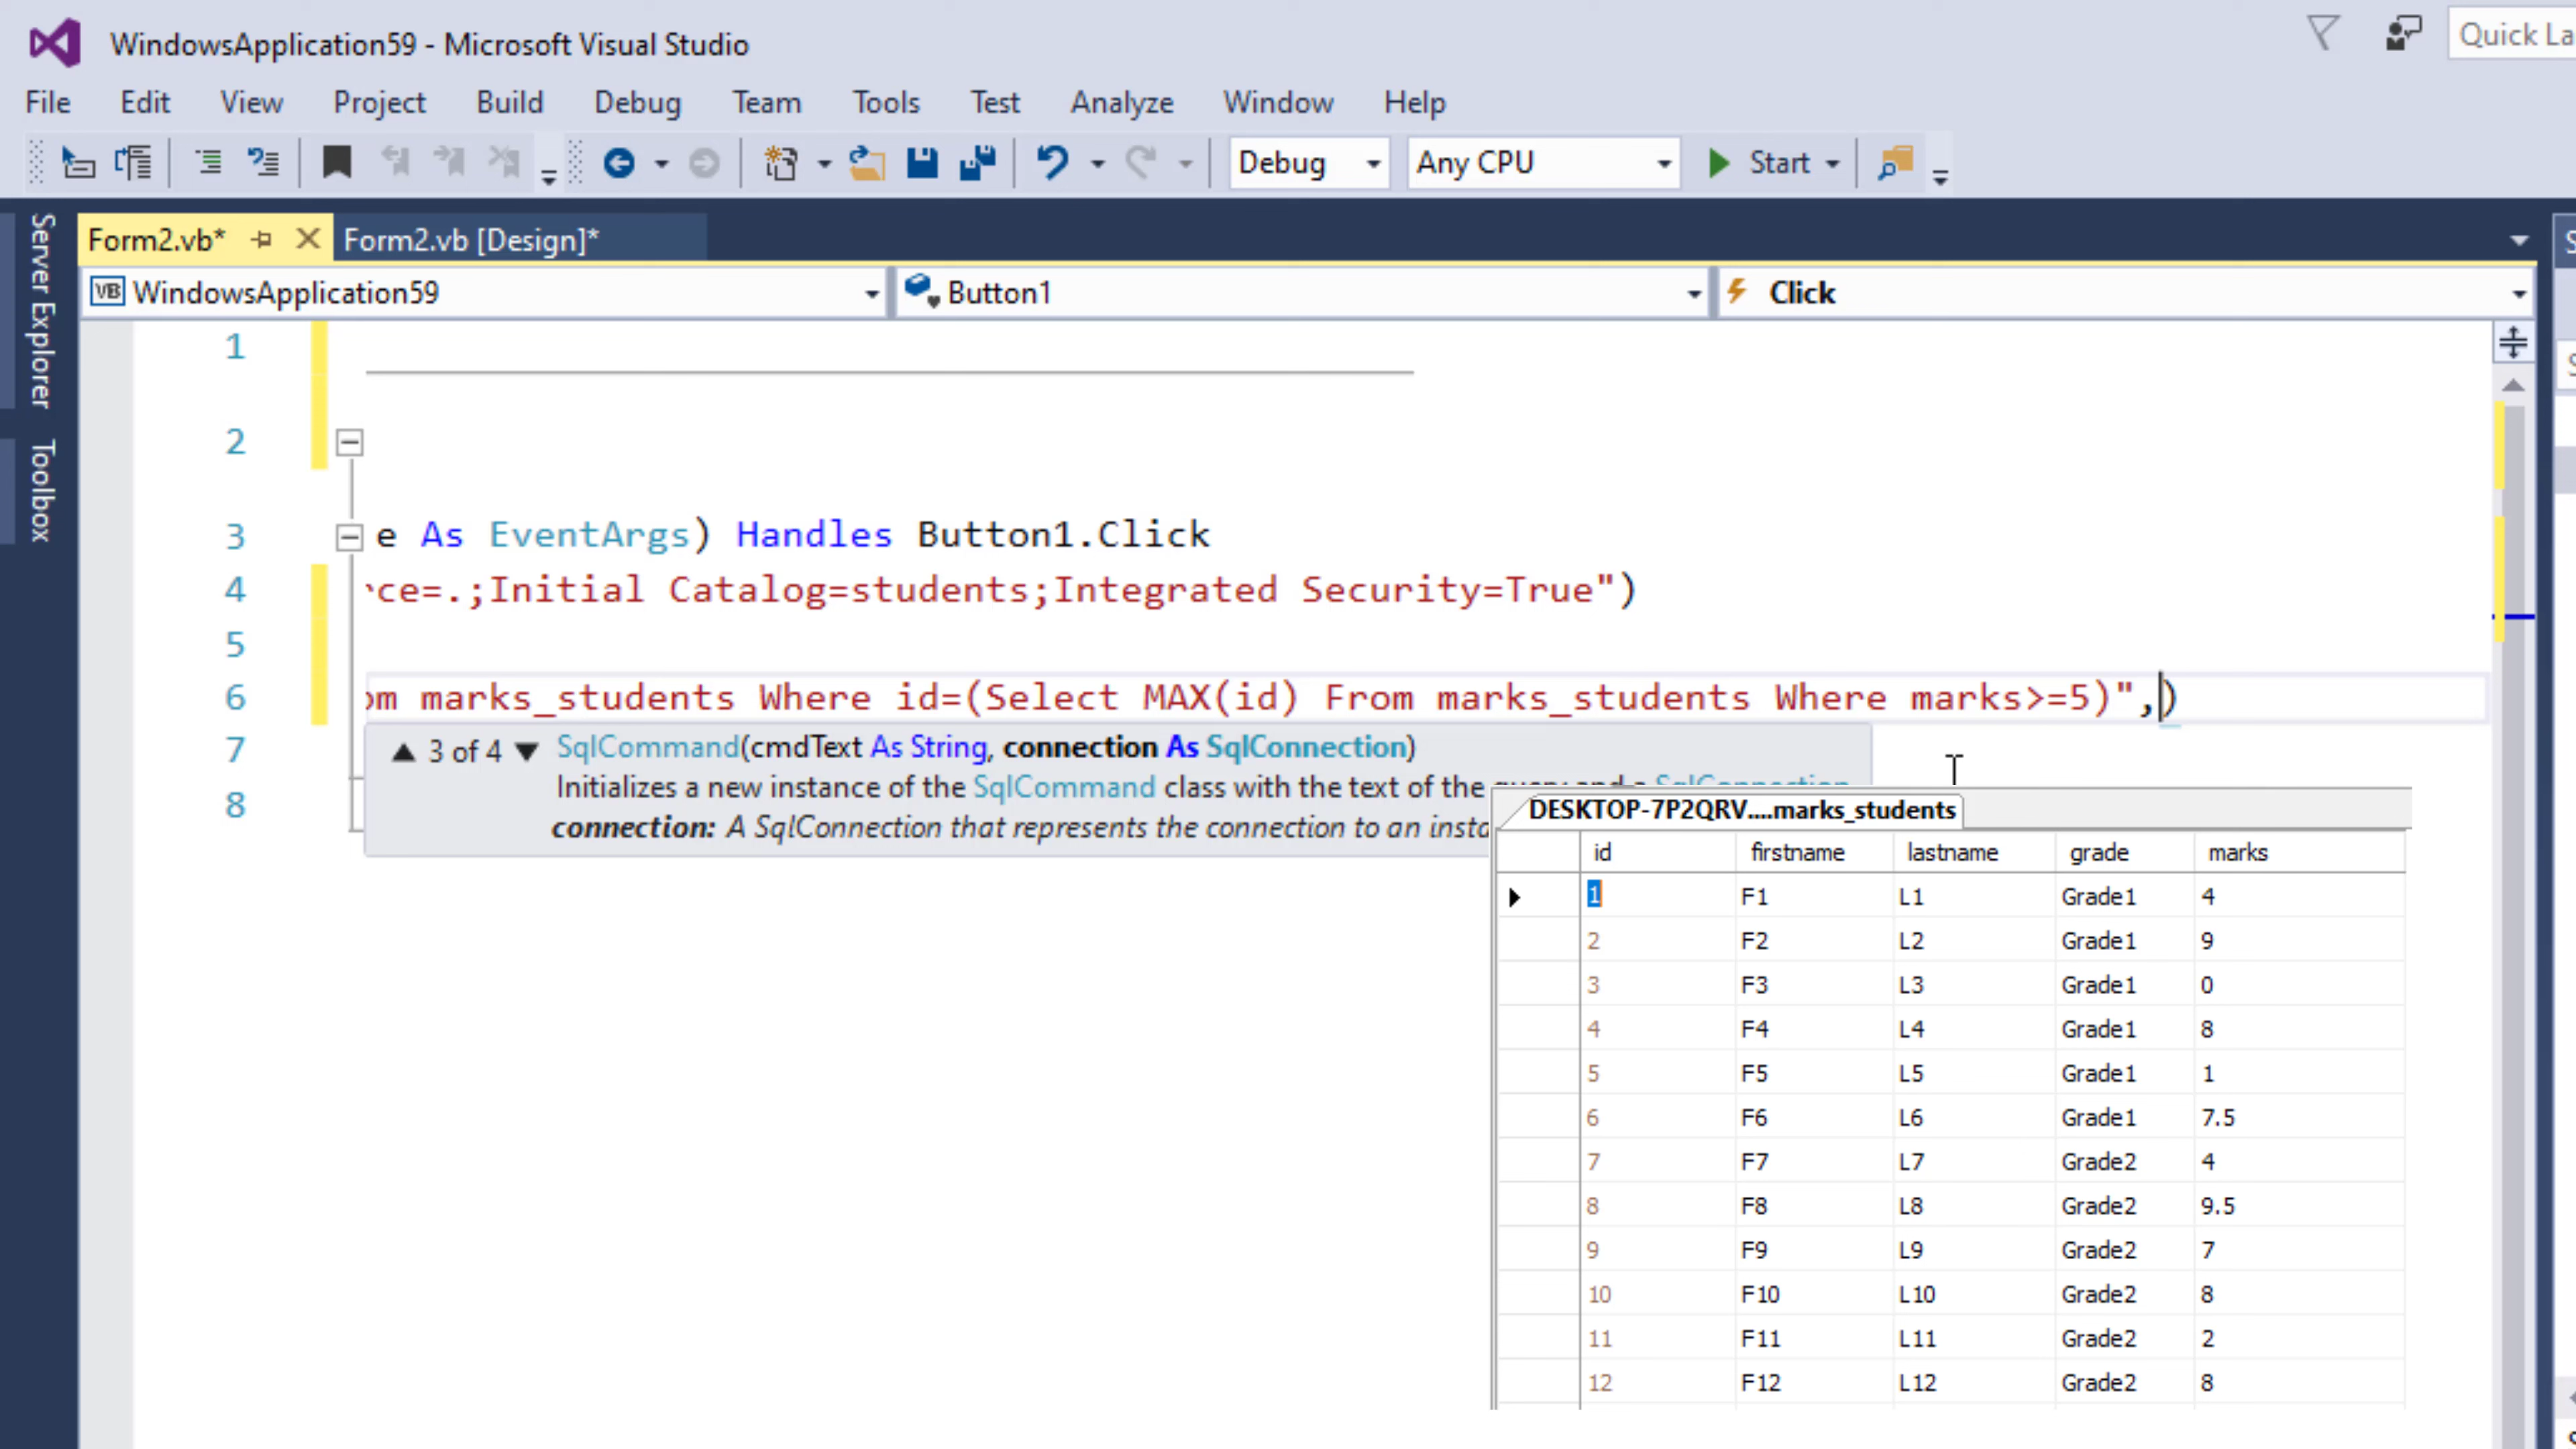 WindowsApplication59 - Microsoft Visual Studio
Quick La
File Edit View Project Build Debug Team Tools Test Analyze Window Help
Debug Any CPU Start
Server Explorer
Toolbox
Form2.vb* Form2.vb [Design]*
VB WindowsApplication59 Button1 Click
1
2
3 e As EventArgs) Handles Button1.Click
4 rce=.;Initial Catalog=students;Integrated Security=True")
5
6 om marks_students Where id=(Select MAX(id) From marks_students Where marks>=5)",)
7
8
▲ 3 of 4 ▼ SqlCommand(cmdText As String, connection As SqlConnection)
Initializes a new instance of the SqlCommand class with the text of the query and a SqlConnection
connection: A SqlConnection that represents the connection to an insta
DESKTOP-7P2QRV....marks_students
id firstname lastname grade marks
1 F1 L1 Grade1 4
2 F2 L2 Grade1 9
3 F3 L3 Grade1 0
4 F4 L4 Grade1 8
5 F5 L5 Grade1 1
6 F6 L6 Grade1 7.5
7 F7 L7 Grade2 4
8 F8 L8 Grade2 9.5
9 F9 L9 Grade2 7
10 F10 L10 Grade2 8
11 F11 L11 Grade2 2
12 F12 L12 Grade2 8